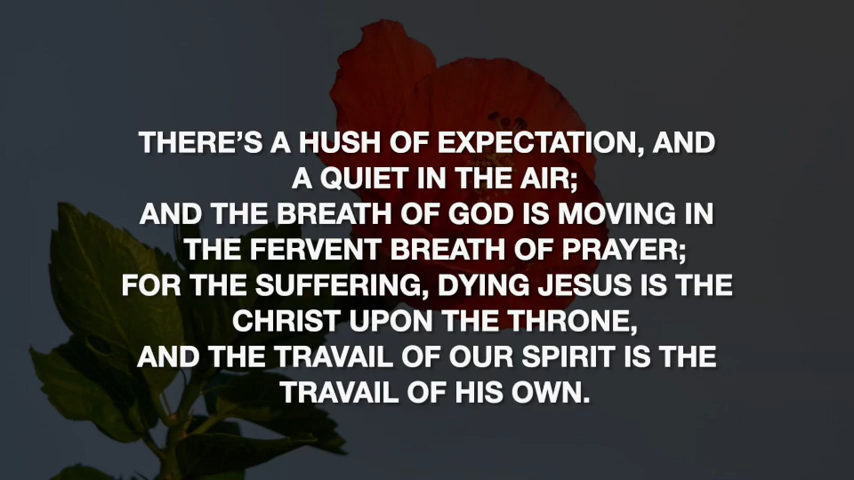 THERE’S A HUSH OF EXPECTATION, AND
A QUIET IN THE AIR;
AND THE BREATH OF GOD IS MOVING IN
THE FERVENT BREATH OF PRAYER;
FOR THE SUFFERING, DYING JESUS IS THE
CHRIST UPON THE THRONE,
AND THE TRAVAIL OF OUR SPIRIT IS THE
TRAVAIL OF HIS OWN.